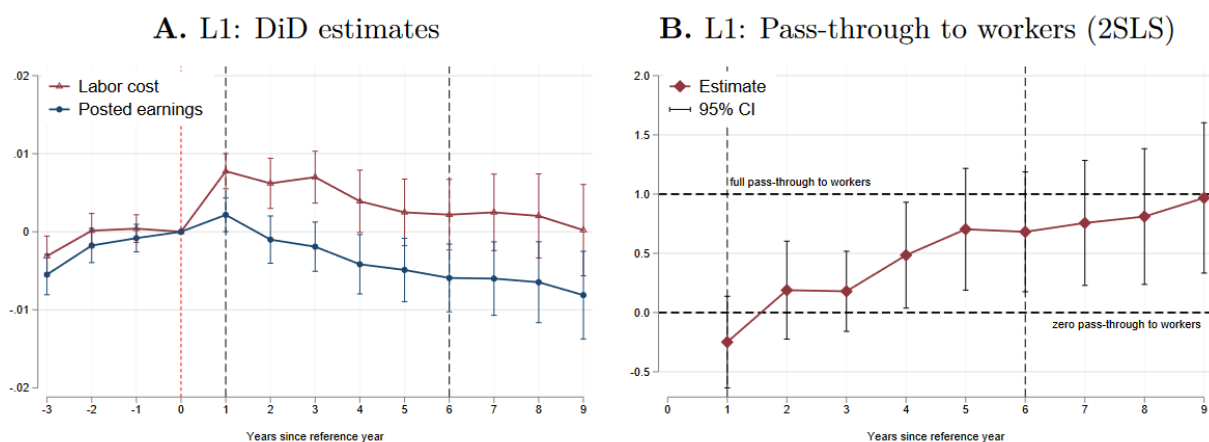 A. L1: DiD estimates
.02
.01
0
-.01
-.02
Labor cost
Posted earnings
-3 -2 -1 0 1 2 3 4 5 6 7 8 9
Years since reference year
B. L1: Pass-through to workers (2SLS)
2.0
1.5
1.0
0.5
0.0
-0.5
Estimate
95% CI
full pass-through to workers
zero pass-through to workers
0 1 2 3 4 5 6 7 8 9
Years since reference year